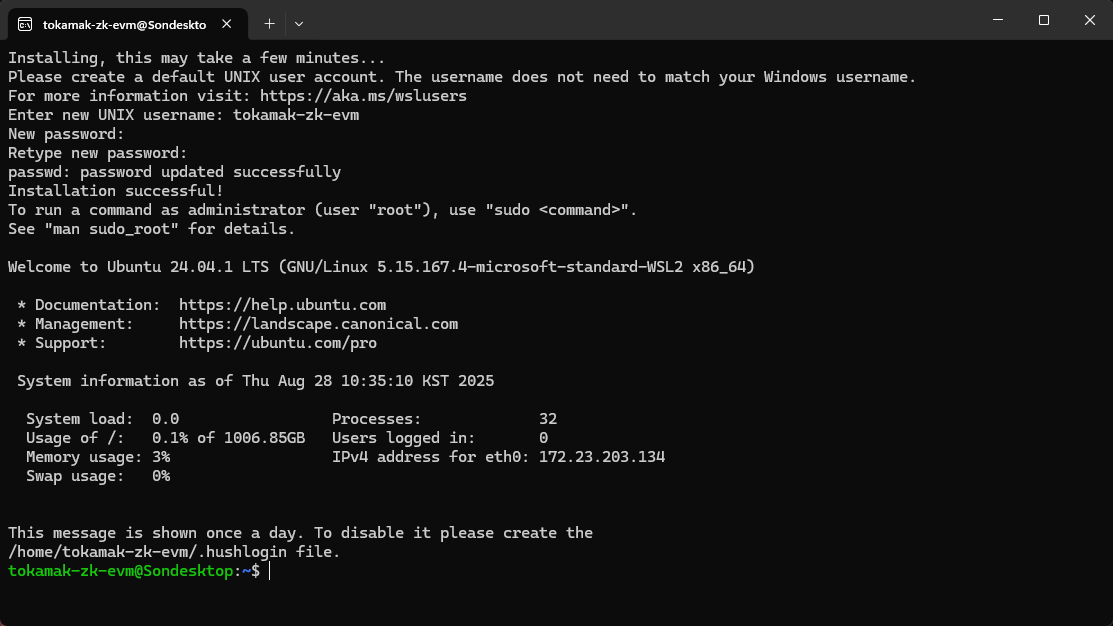 tokamak-zk-evm@Sondeskto
Installing, this may take a few minutes...
Please create a default UNIX user account. The username does not need to match your Windows username.
For more information visit: https://aka.ms/wslusers
Enter new UNIX username: tokamak-zk-evm
New password:
Retype new password:
passwd: password updated successfully
Installation successful!
To run a command as administrator (user "root"), use "sudo <command>".
See "man sudo_root" for details.
Welcome to Ubuntu 24.04.1 LTS (GNU/Linux 5.15.167.4-microsoft-standard-WSL2 x86_64)
* Documentation:  https://help.ubuntu.com
* Management:     https://landscape.canonical.com
* Support:        https://ubuntu.com/pro
System information as of Thu Aug 28 10:35:10 KST 2025
System load:  0.0                 Processes:             32
Usage of /:   0.1% of 1006.85GB   Users logged in:       0
Memory usage: 3%                  IPv4 address for eth0: 172.23.203.134
Swap usage:   0%
This message is shown once a day. To disable it please create the
/home/tokamak-zk-evm/.hushlogin file.
tokamak-zk-evm@Sondesktop:~$